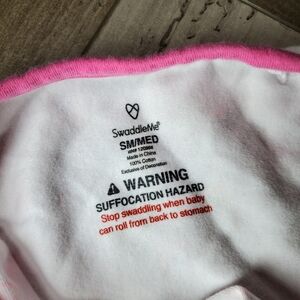 SwaddleMe®
SM/MED
Made in China
100% Cotton
Exclusive of Decoration
WARNING
SUFFOCATION HAZARD
Stop swaddling when baby
can roll from back to stomach